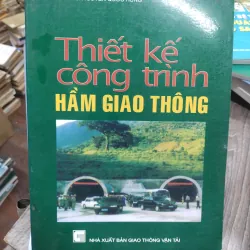 Thiết kế
công trình
HẦM GIAO THÔNG
NHÀ XUẤT BẢN GIAO THÔNG VẬN TẢI